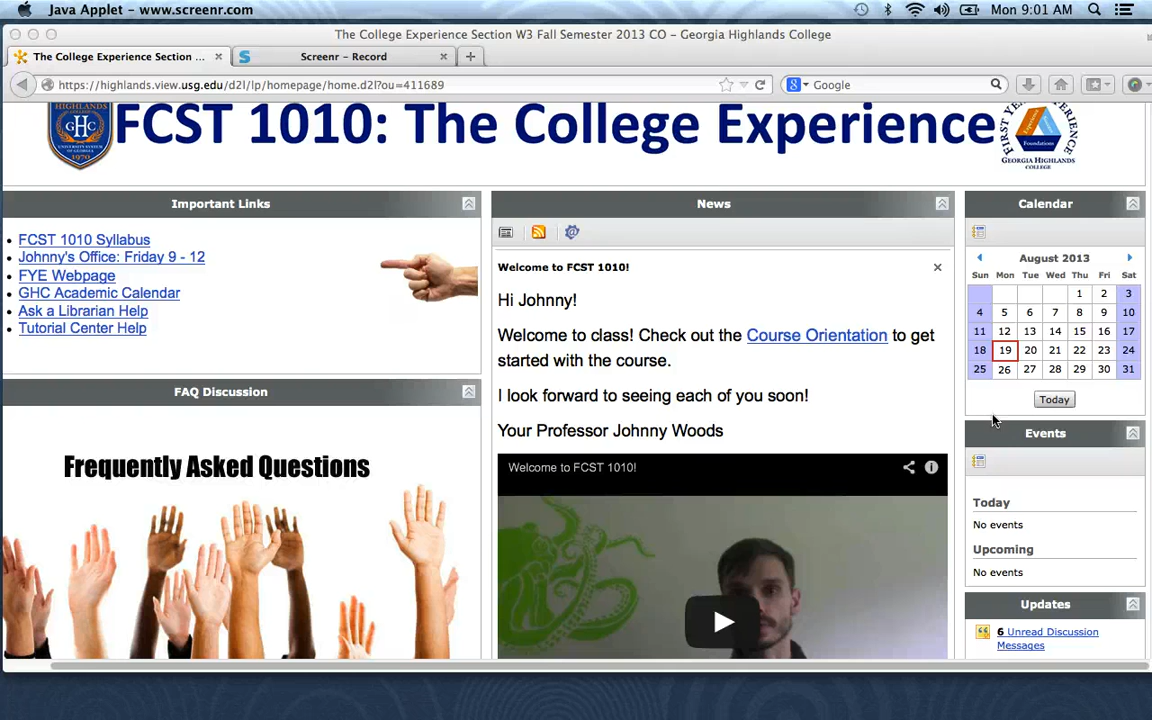 Java Applet - www.screenr.com
Mon 9:01 AM
The College Experience Section W3 Fall Semester 2013 CO – Georgia Highlands College
The College Experience Section ...
Screenr - Record
https://highlands.view.usg.edu/d2l/lp/homepage/home.d2l?ou=411689
Google
HIGHLANDS
GHC
1970
FCST 1010: The College Experience
Foundations
GEORGIA HIGHLANDS
COLLEGE
Important Links
FCST 1010 Syllabus
Johnny's Office: Friday 9 - 12
FYE Webpage
GHC Academic Calendar
Ask a Librarian Help
Tutorial Center Help
FAQ Discussion
Frequently Asked Questions
News
Welcome to FCST 1010!
Hi Johnny!
Welcome to class! Check out the Course Orientation to get
started with the course.
I look forward to seeing each of you soon!
Your Professor Johnny Woods
Welcome to FCST 1010!
Calendar
August 2013
Sun Mon Tue Wed Thu Fri Sat
1 2 3
4 5 6 7 8 9 10
11 12 13 14 15 16 17
18 19 20 21 22 23 24
25 26 27 28 29 30 31
Today
Events
Today
No events
Upcoming
No events
Updates
6 Unread Discussion
Messages